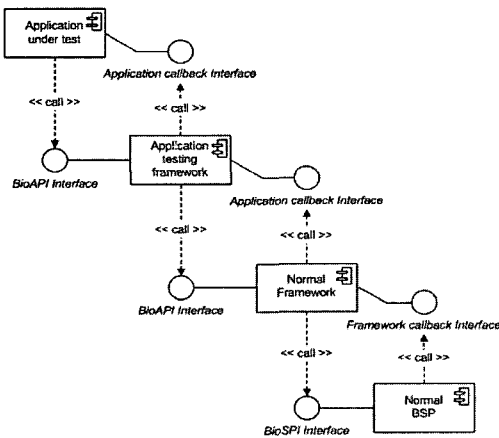 Application
under test
Application callback Interface
<< call >>
<< call >>
Application
testing
framework
BioAPI Interface
Application callback Interface
<< call >>
<< call >>
Normal
Framework
BioAPI Interface
Framework callback Interface
<< call >>
<< call >>
Normal
BSP
BioSPI Interface